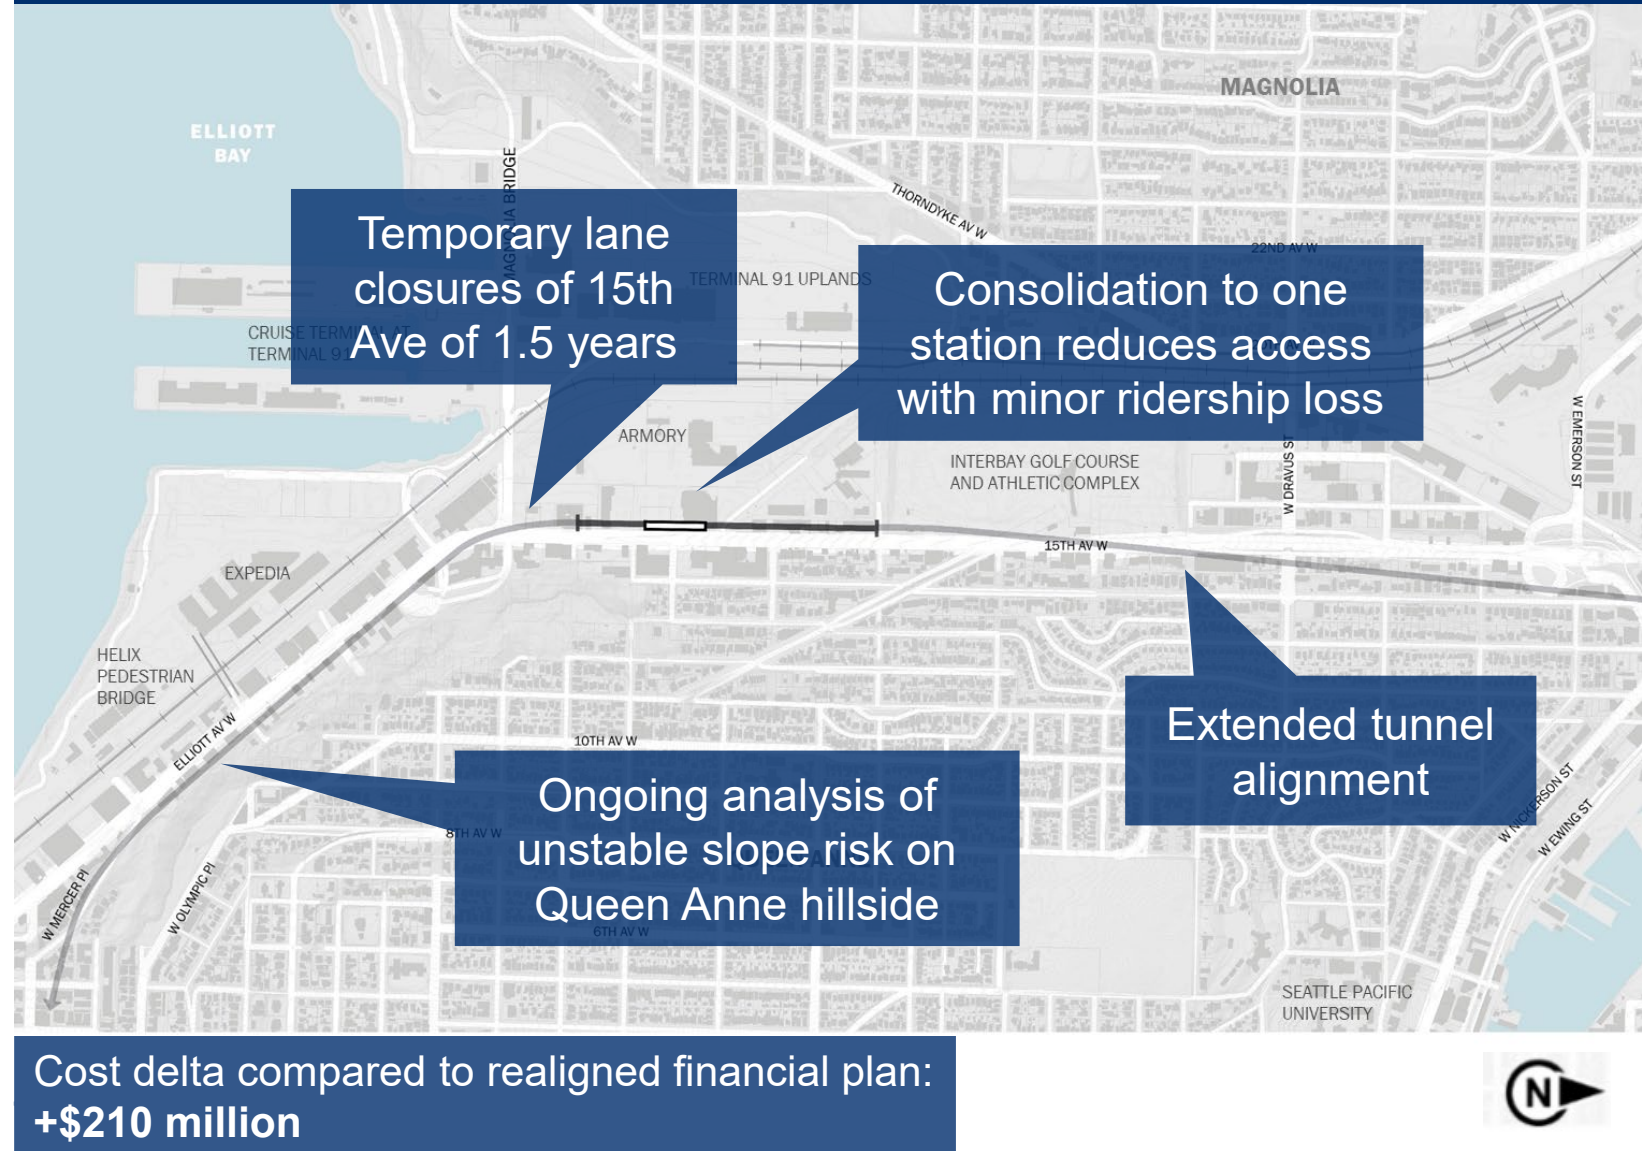 MAGNOLIA
ELLIOTT
BAY
MAGNOLIA BRIDGE
THORNDYKE AV W
22ND AV W
Temporary lane
closures of 15th
Ave of 1.5 years
TERMINAL 91 UPLANDS
Consolidation to one
station reduces access
with minor ridership loss
CRUISE TERMINAL AT
TERMINAL 91
ARMORY
INTERBAY GOLF COURSE
AND ATHLETIC COMPLEX
W DRAVUS ST
W EMERSON ST
15TH AV W
EXPEDIA
HELIX
PEDESTRIAN
BRIDGE
ELLIOTT AV W
10TH AV W
Extended tunnel
alignment
Ongoing analysis of
unstable slope risk on
Queen Anne hillside
8TH AV W
6TH AV W
W MERCER PL
W OLYMPIC PL
W NICKERSON ST
W EWING ST
SEATTLE PACIFIC
UNIVERSITY
Cost delta compared to realigned financial plan:
+$210 million
N